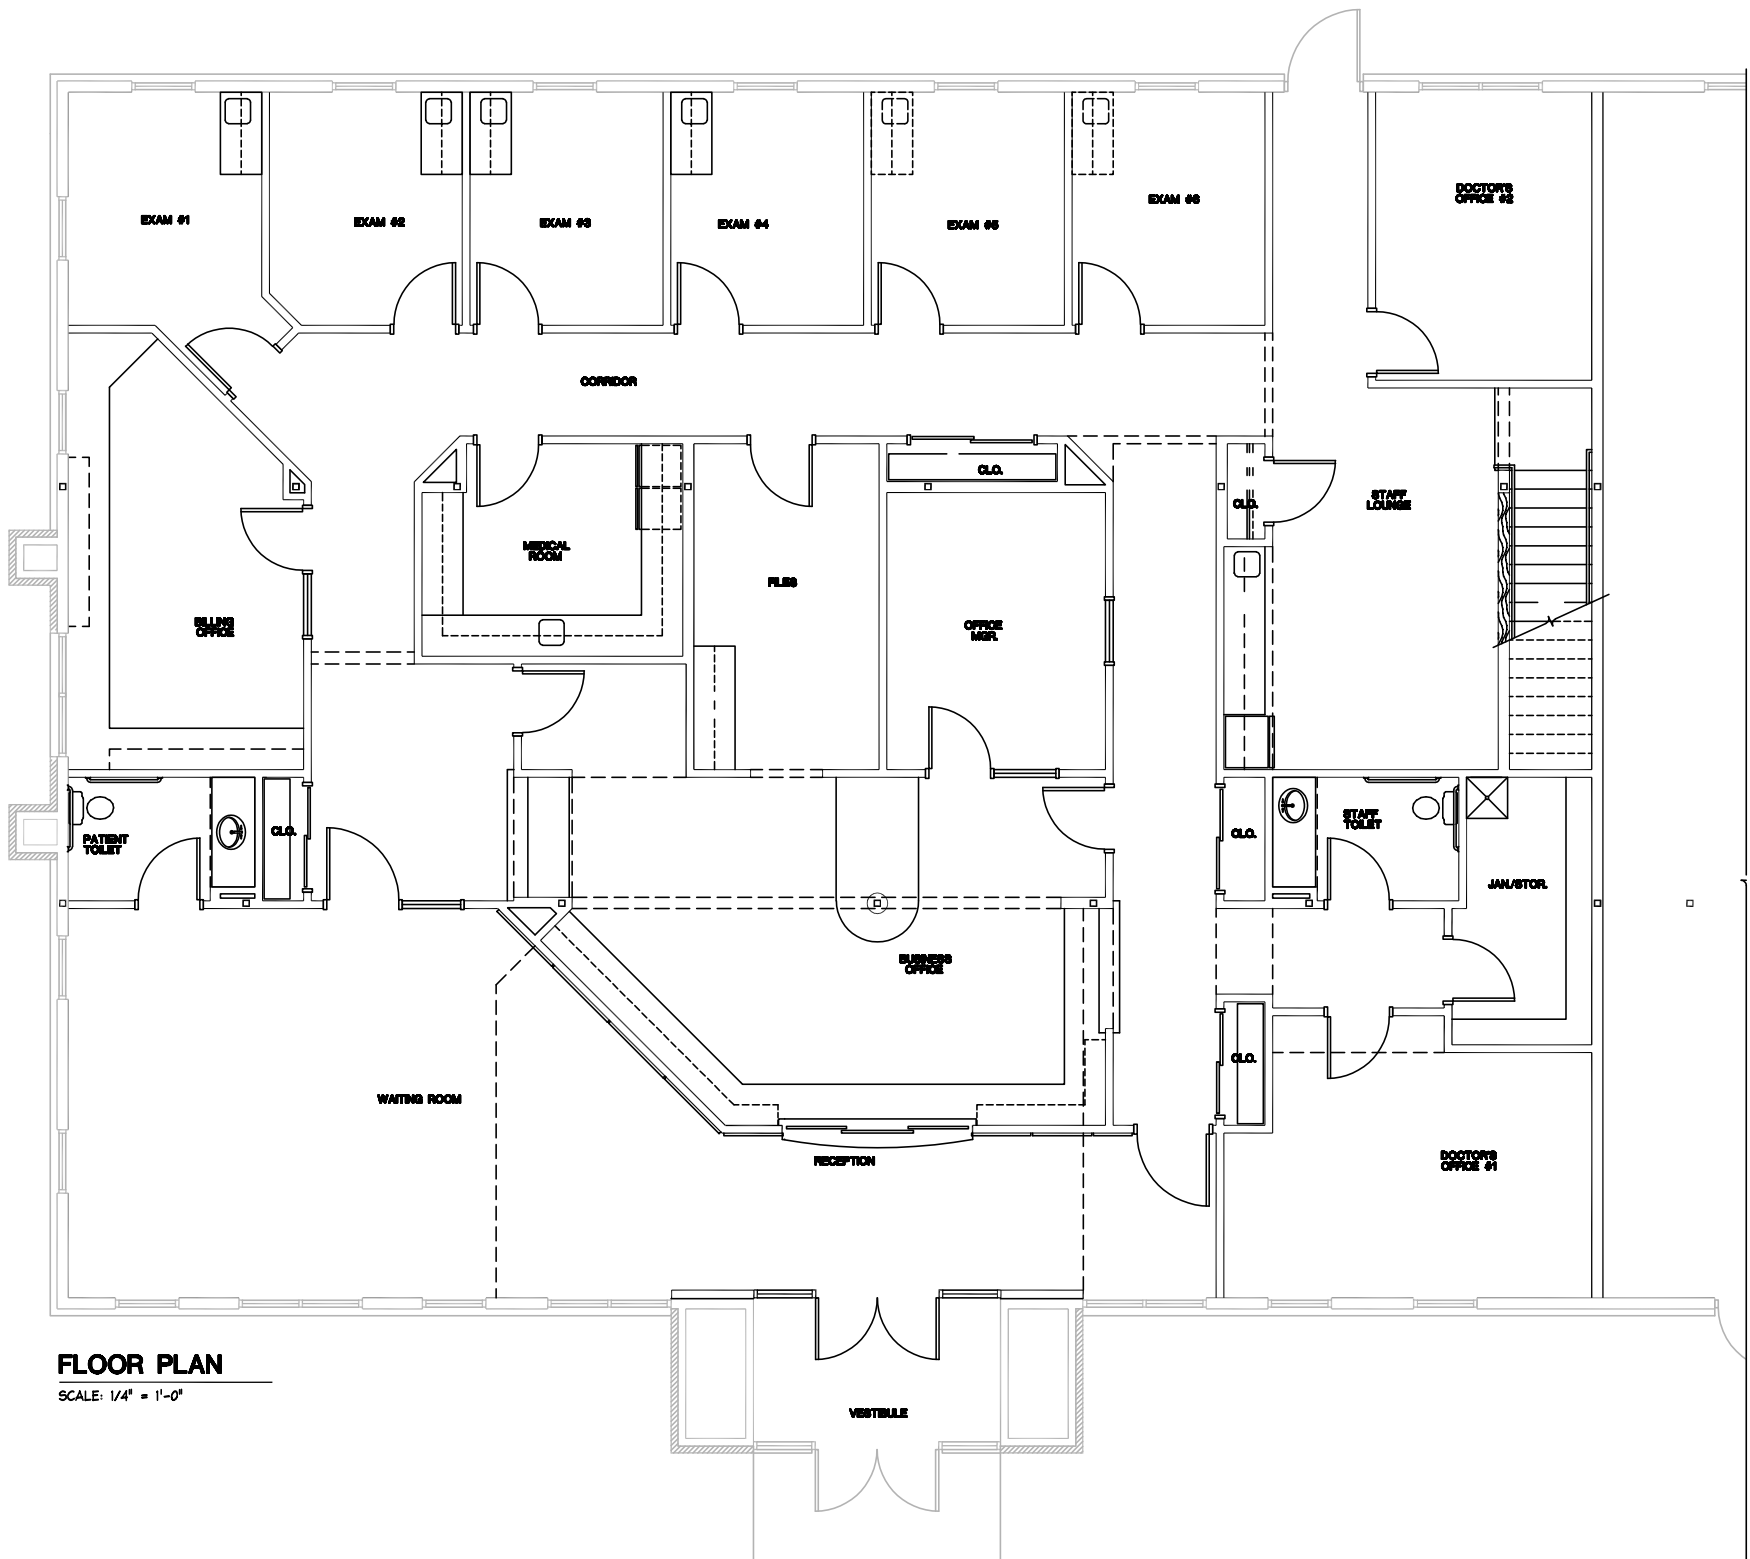 EXAM #1
EXAM #2
EXAM #3
EXAM #4
EXAM #5
EXAM #6
DOCTOR'S
OFFICE #2
CORRIDOR
CLO.
CLO.
STAFF
LOUNGE
MEDICAL
ROOM
FILES
BILLING
OFFICE
OFFICE
MGR.
PATIENT
TOILET
CLO.
CLO.
STAFF
TOILET
JAN./STOR.
BUSINESS
OFFICE
CLO.
WAITING ROOM
RECEPTION
DOCTOR'S
OFFICE #1
FLOOR PLAN
SCALE: 1/4" = 1'-0"
VESTIBULE